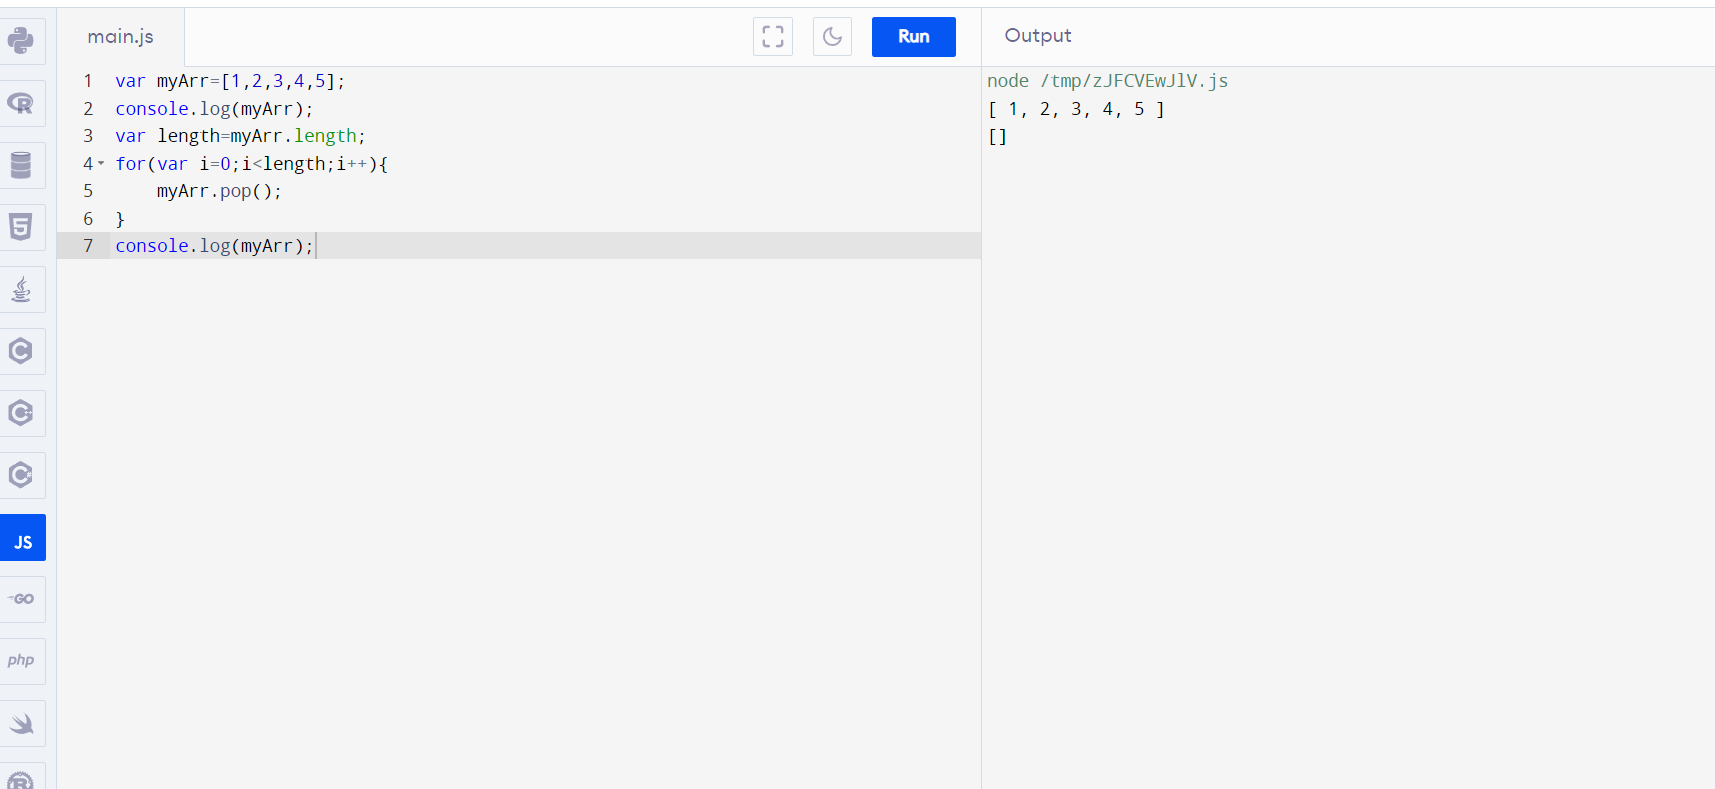 main.js
Run
Output
1 var myArr=[1,2,3,4,5];
2 console.log(myArr);
3 var length=myArr.length;
4 for(var i=0;i<length;i++){
5     myArr.pop();
6 }
7 console.log(myArr);
node /tmp/zJFCVEwJlV.js
[ 1, 2, 3, 4, 5 ]
[]
R
5
C
C++
C#
JS
GO
php
R